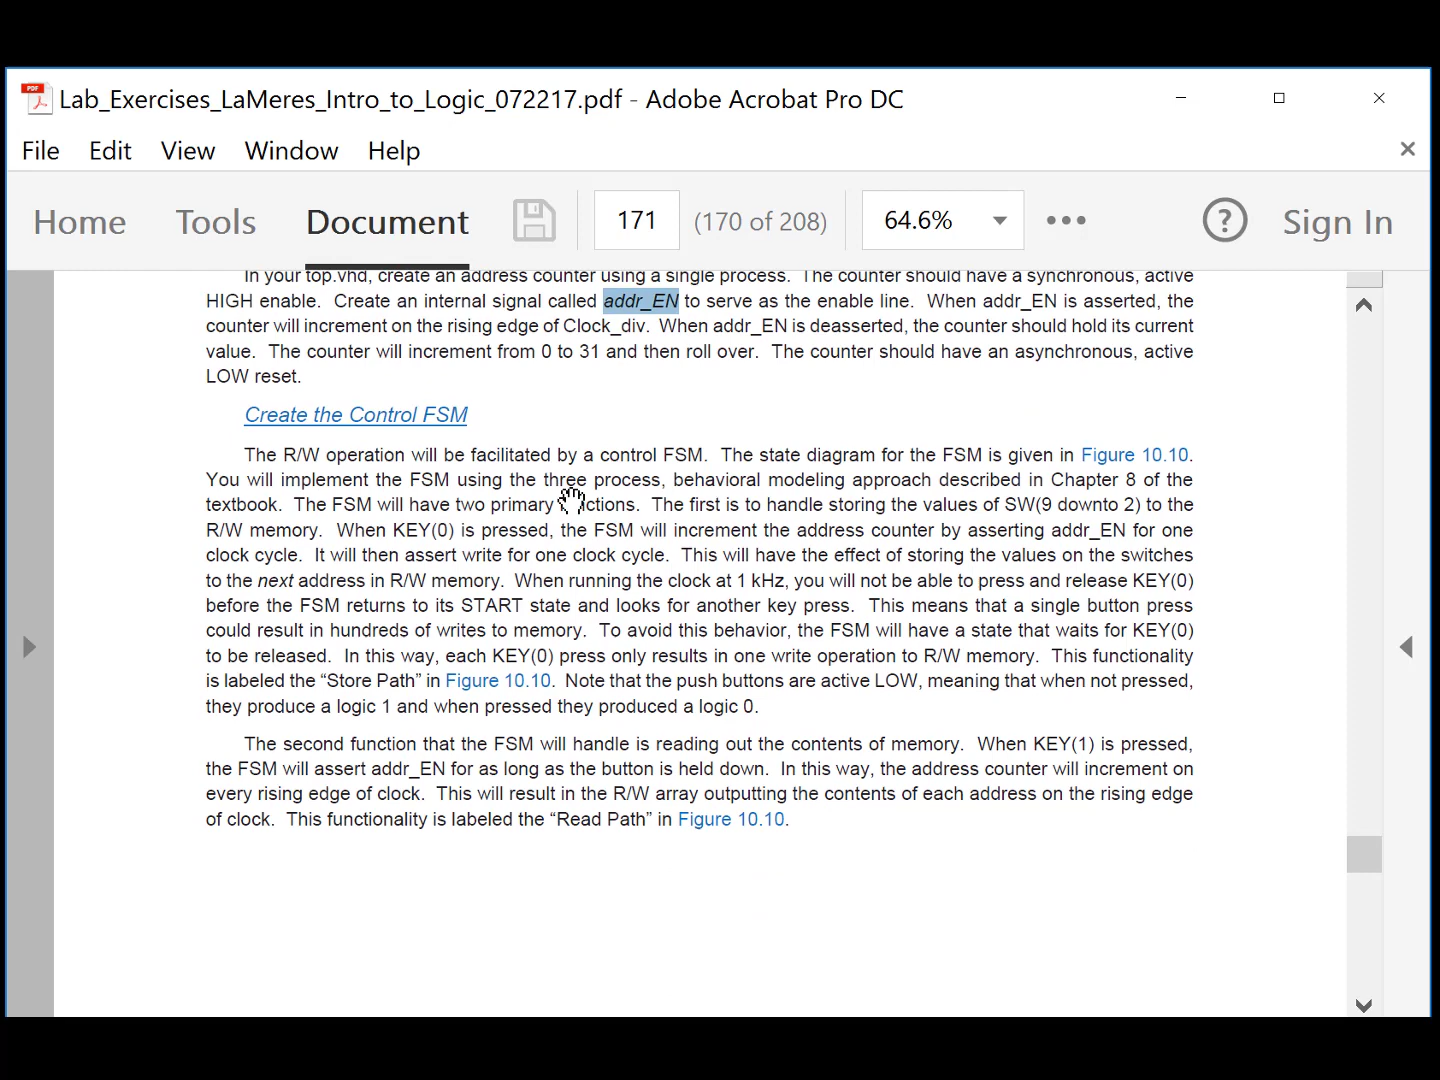 Lab_Exercises_LaMeres_Intro_to_Logic_072217.pdf - Adobe Acrobat Pro DC
File Edit View Window Help
Home Tools Document 171 (170 of 208) 64.6% Sign In
In your top.vhd, create an address counter using a single process. The counter should have a synchronous, active
HIGH enable. Create an internal signal called addr_EN to serve as the enable line. When addr_EN is asserted, the
counter will increment on the rising edge of Clock_div. When addr_EN is deasserted, the counter should hold its current
value. The counter will increment from 0 to 31 and then roll over. The counter should have an asynchronous, active
LOW reset.
Create the Control FSM
The R/W operation will be facilitated by a control FSM. The state diagram for the FSM is given in Figure 10.10.
You will implement the FSM using the three process, behavioral modeling approach described in Chapter 8 of the
textbook. The FSM will have two primary functions. The first is to handle storing the values of SW(9 downto 2) to the
R/W memory. When KEY(0) is pressed, the FSM will increment the address counter by asserting addr_EN for one
clock cycle. It will then assert write for one clock cycle. This will have the effect of storing the values on the switches
to the next address in R/W memory. When running the clock at 1 kHz, you will not be able to press and release KEY(0)
before the FSM returns to its START state and looks for another key press. This means that a single button press
could result in hundreds of writes to memory. To avoid this behavior, the FSM will have a state that waits for KEY(0)
to be released. In this way, each KEY(0) press only results in one write operation to R/W memory. This functionality
is labeled the “Store Path” in Figure 10.10. Note that the push buttons are active LOW, meaning that when not pressed,
they produce a logic 1 and when pressed they produced a logic 0.
The second function that the FSM will handle is reading out the contents of memory. When KEY(1) is pressed,
the FSM will assert addr_EN for as long as the button is held down. In this way, the address counter will increment on
every rising edge of clock. This will result in the R/W array outputting the contents of each address on the rising edge
of clock. This functionality is labeled the “Read Path” in Figure 10.10.